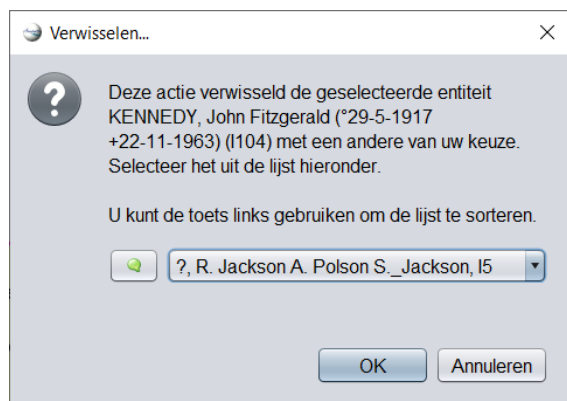 Verwisselen...
Deze actie verwisseld de geselecteerde entiteit
KENNEDY, John Fitzgerald (°29-5-1917
+22-11-1963) (I104) met een andere van uw keuze.
Selecteer het uit de lijst hieronder.
U kunt de toets links gebruiken om de lijst te sorteren.
?, R. Jackson A. Polson S._Jackson, I5
OK Annuleren